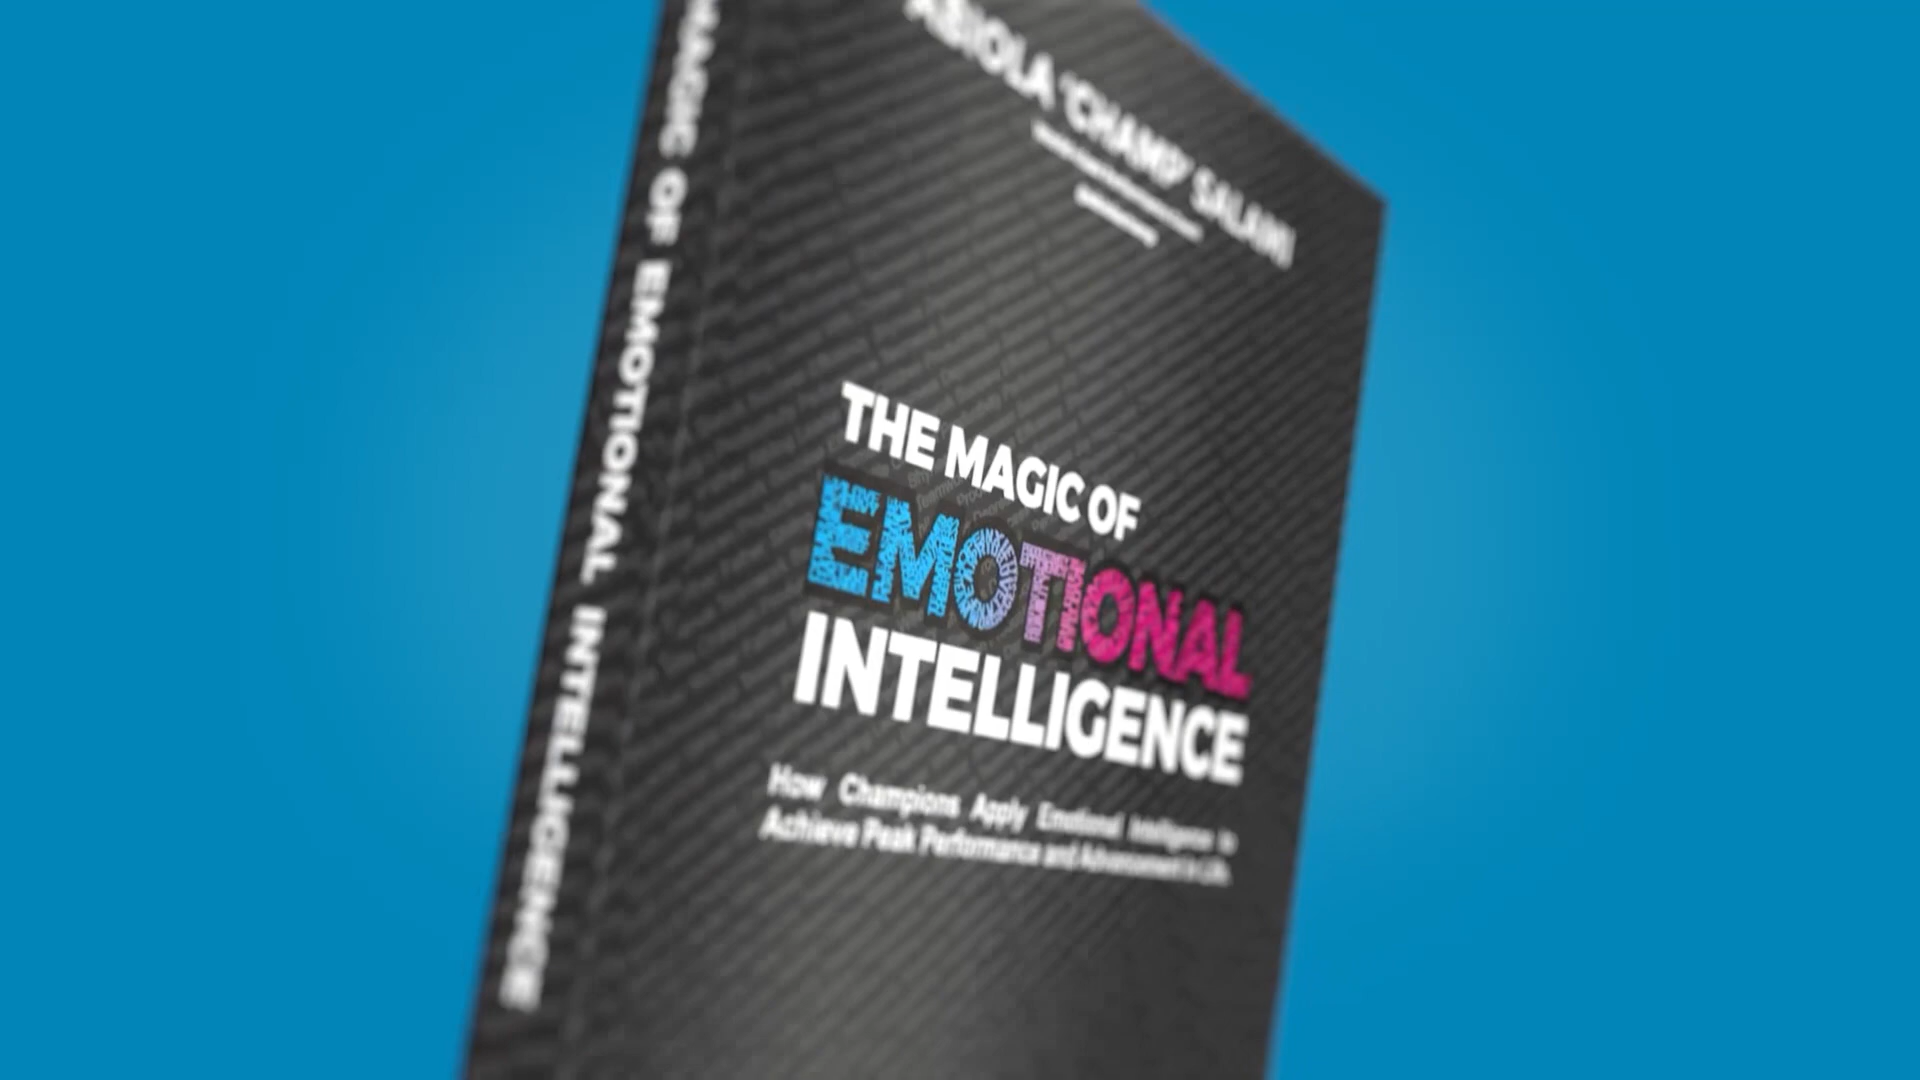 ABIOLA 'CHAMP' SALAMI
THE MAGIC OF
EMOTIONAL
INTELLIGENCE
How Champions Apply Emotional Intelligence to
Achieve Peak Performance and Advancement in Life.
MAGIC OF EMOTIONAL INTELLIGENCE